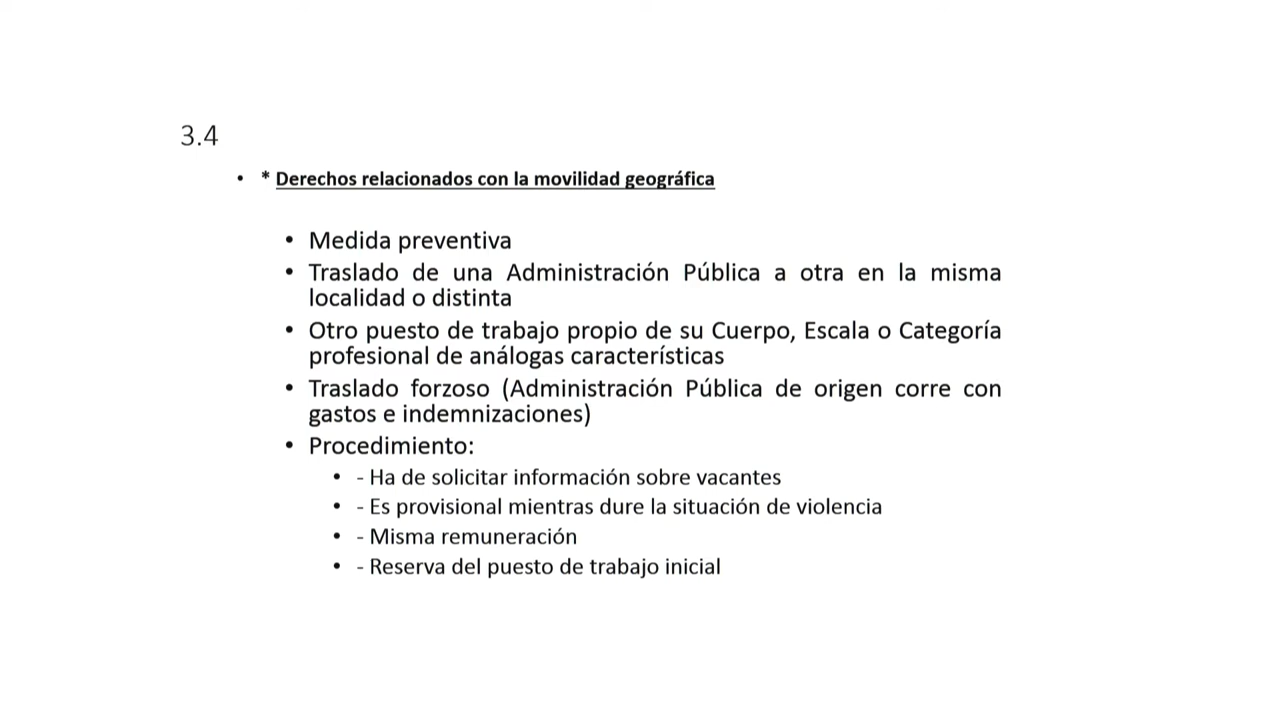 3.4
• * Derechos relacionados con la movilidad geográfica
• Medida preventiva
• Traslado de una Administración Pública a otra en la misma
localidad o distinta
• Otro puesto de trabajo propio de su Cuerpo, Escala o Categoría
profesional de análogas características
• Traslado forzoso (Administración Pública de origen corre con
gastos e indemnizaciones)
• Procedimiento:
• - Ha de solicitar información sobre vacantes
• - Es provisional mientras dure la situación de violencia
• - Misma remuneración
• - Reserva del puesto de trabajo inicial